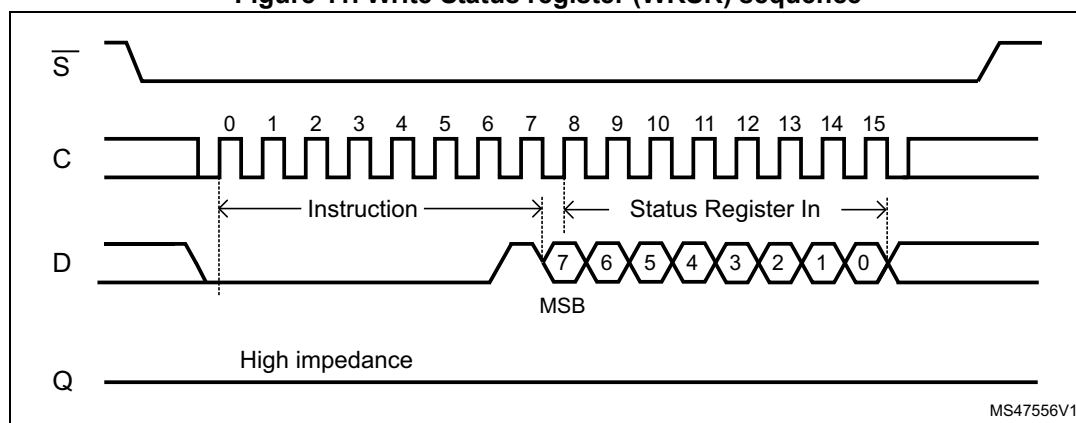 Figure 11. Write Status register (WRSR) sequence
S
0 1 2 3 4 5 6 7 8 9 10 11 12 13 14 15
C
Instruction Status Register In
D 7 6 5 4 3 2 1 0
MSB
High impedance
Q
MS47556V1